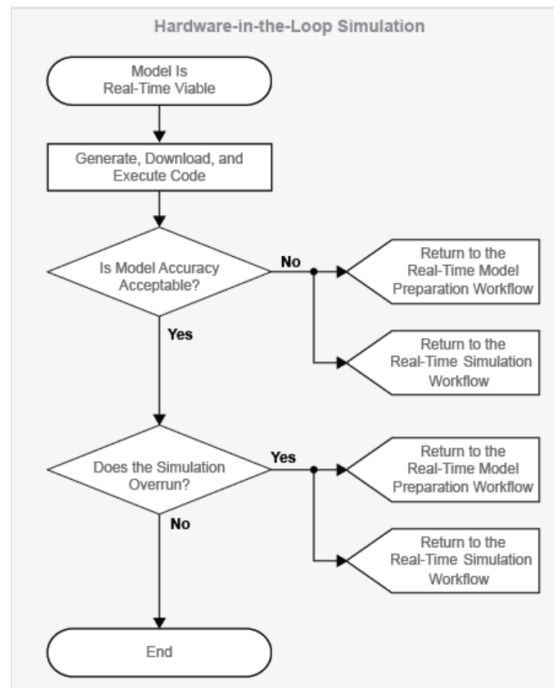 Hardware-in-the-Loop Simulation
Model Is
Real-Time Viable
Generate, Download, and
Execute Code
Is Model Accuracy
Acceptable?
No
Return to the
Real-Time Model
Preparation Workflow
Return to the
Real-Time Simulation
Workflow
Yes
Does the Simulation
Overrun?
Yes
Return to the
Real-Time Model
Preparation Workflow
Return to the
Real-Time Simulation
Workflow
No
End